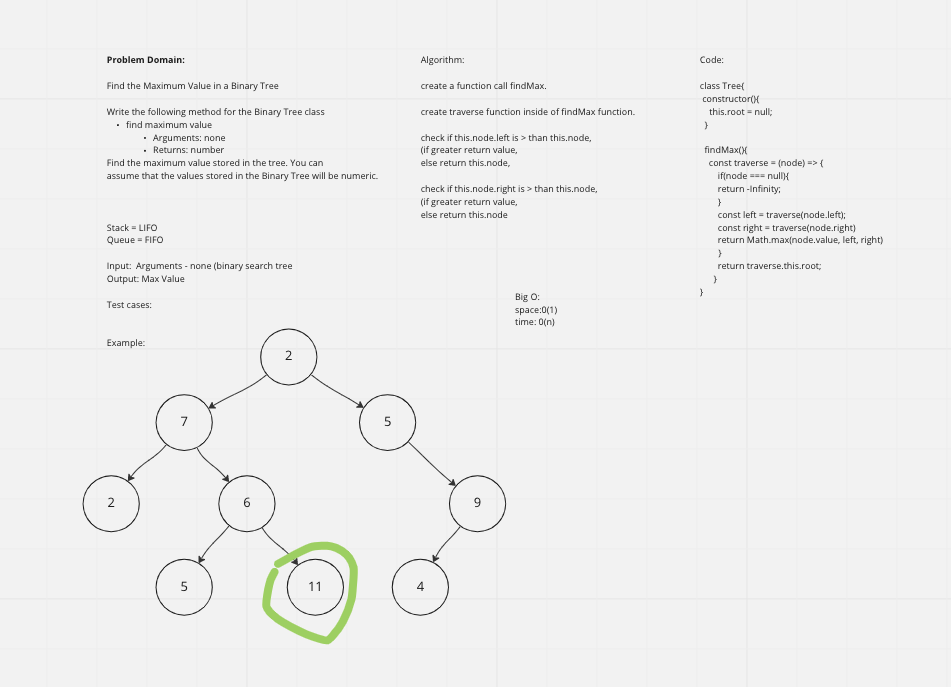 Problem Domain:
Find the Maximum Value in a Binary Tree
Write the following method for the Binary Tree class
• find maximum value
• Arguments: none
• Returns: number
Find the maximum value stored in the tree. You can
assume that the values stored in the Binary Tree will be numeric.
Stack = LIFO
Queue = FIFO
Input: Arguments - none (binary search tree
Output: Max Value
Test cases:
Example:
Algorithm:
create a function call findMax.
create traverse function inside of findMax function.
check if this.node.left is > than this.node,
(if greater return value,
else return this.node,
check if this.node.right is > than this.node,
(if greater return value,
else return this.node
Big O:
space:0(1)
time: 0(n)
Code:
class Tree{
constructor(){
this.root = null;
}
findMax(){
const traverse = (node) => {
if(node === null){
return -Infinity;
}
const left = traverse(node.left);
const right = traverse(node.right)
return Math.max(node.value, left, right)
}
return traverse.this.root;
}
}
2
7
5
2
6
9
5
11
4